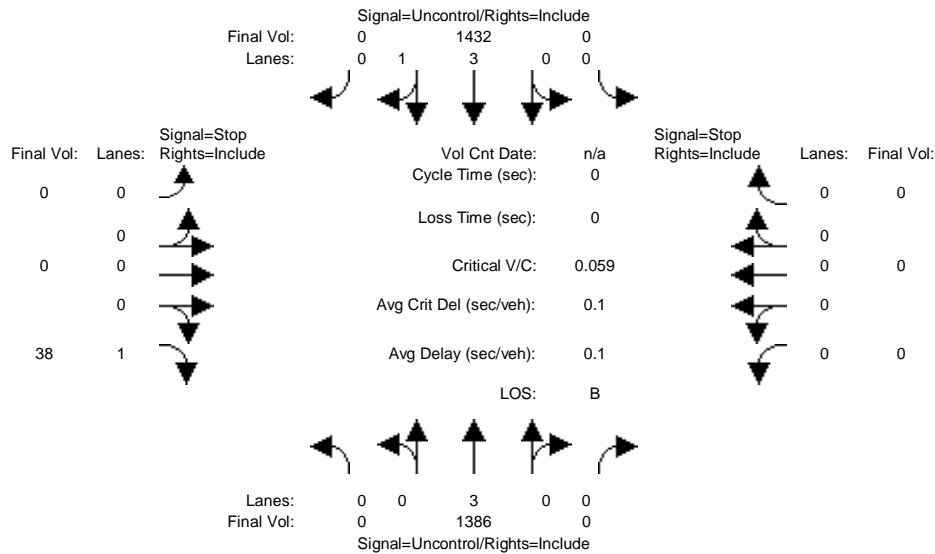 Signal=Uncontrol/Rights=Include
Final Vol: 0 1432 0
Lanes: 0 1 3 0 0
Signal=Stop Signal=Stop
Final Vol: Lanes: Rights=Include Vol Cnt Date: n/a Rights=Include Lanes: Final Vol:
Cycle Time (sec): 0
0 0 0 0
Loss Time (sec): 0
0 0
0 0 Critical V/C: 0.059 0 0
0 Avg Crit Del (sec/veh): 0.1 0
38 1 Avg Delay (sec/veh): 0.1 0 0
LOS: B
Lanes: 0 0 3 0 0
Final Vol: 0 1386 0
Signal=Uncontrol/Rights=Include